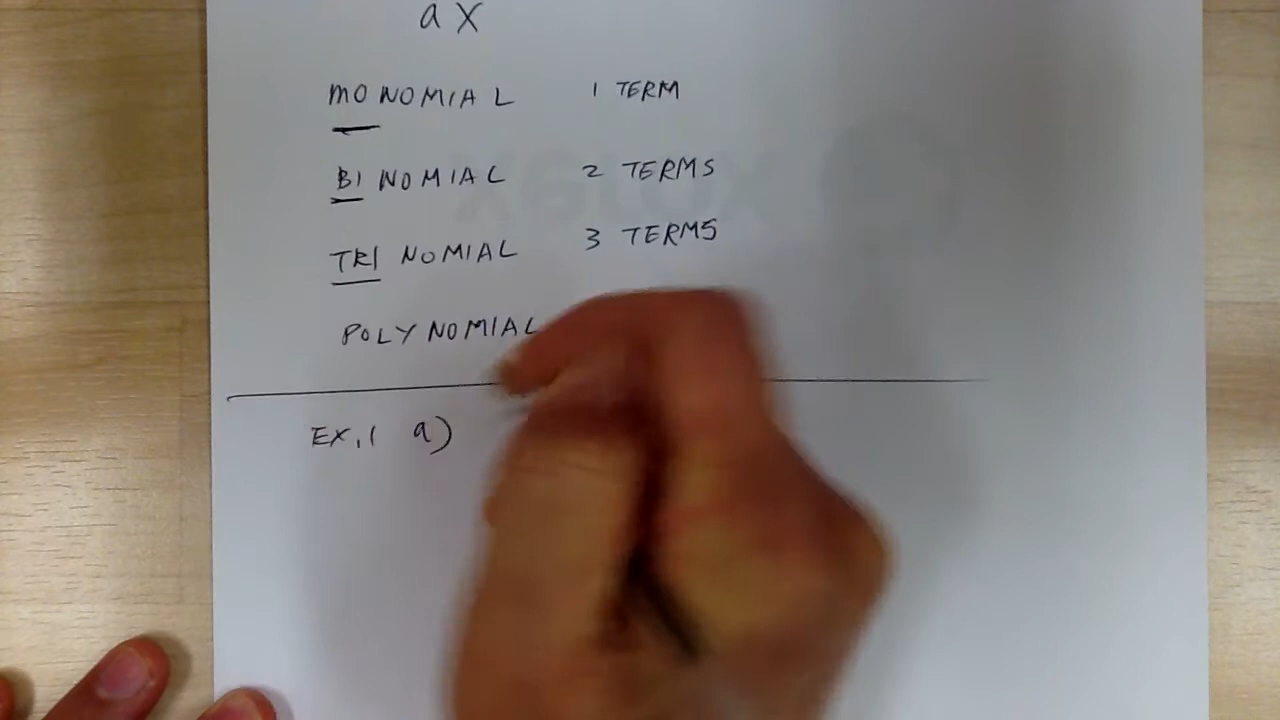 a x
MONOMIAL 1 TERM
BINOMIAL 2 TERMS
TRINOMIAL 3 TERMS
POLYNOMIAL
EX, 1 a)